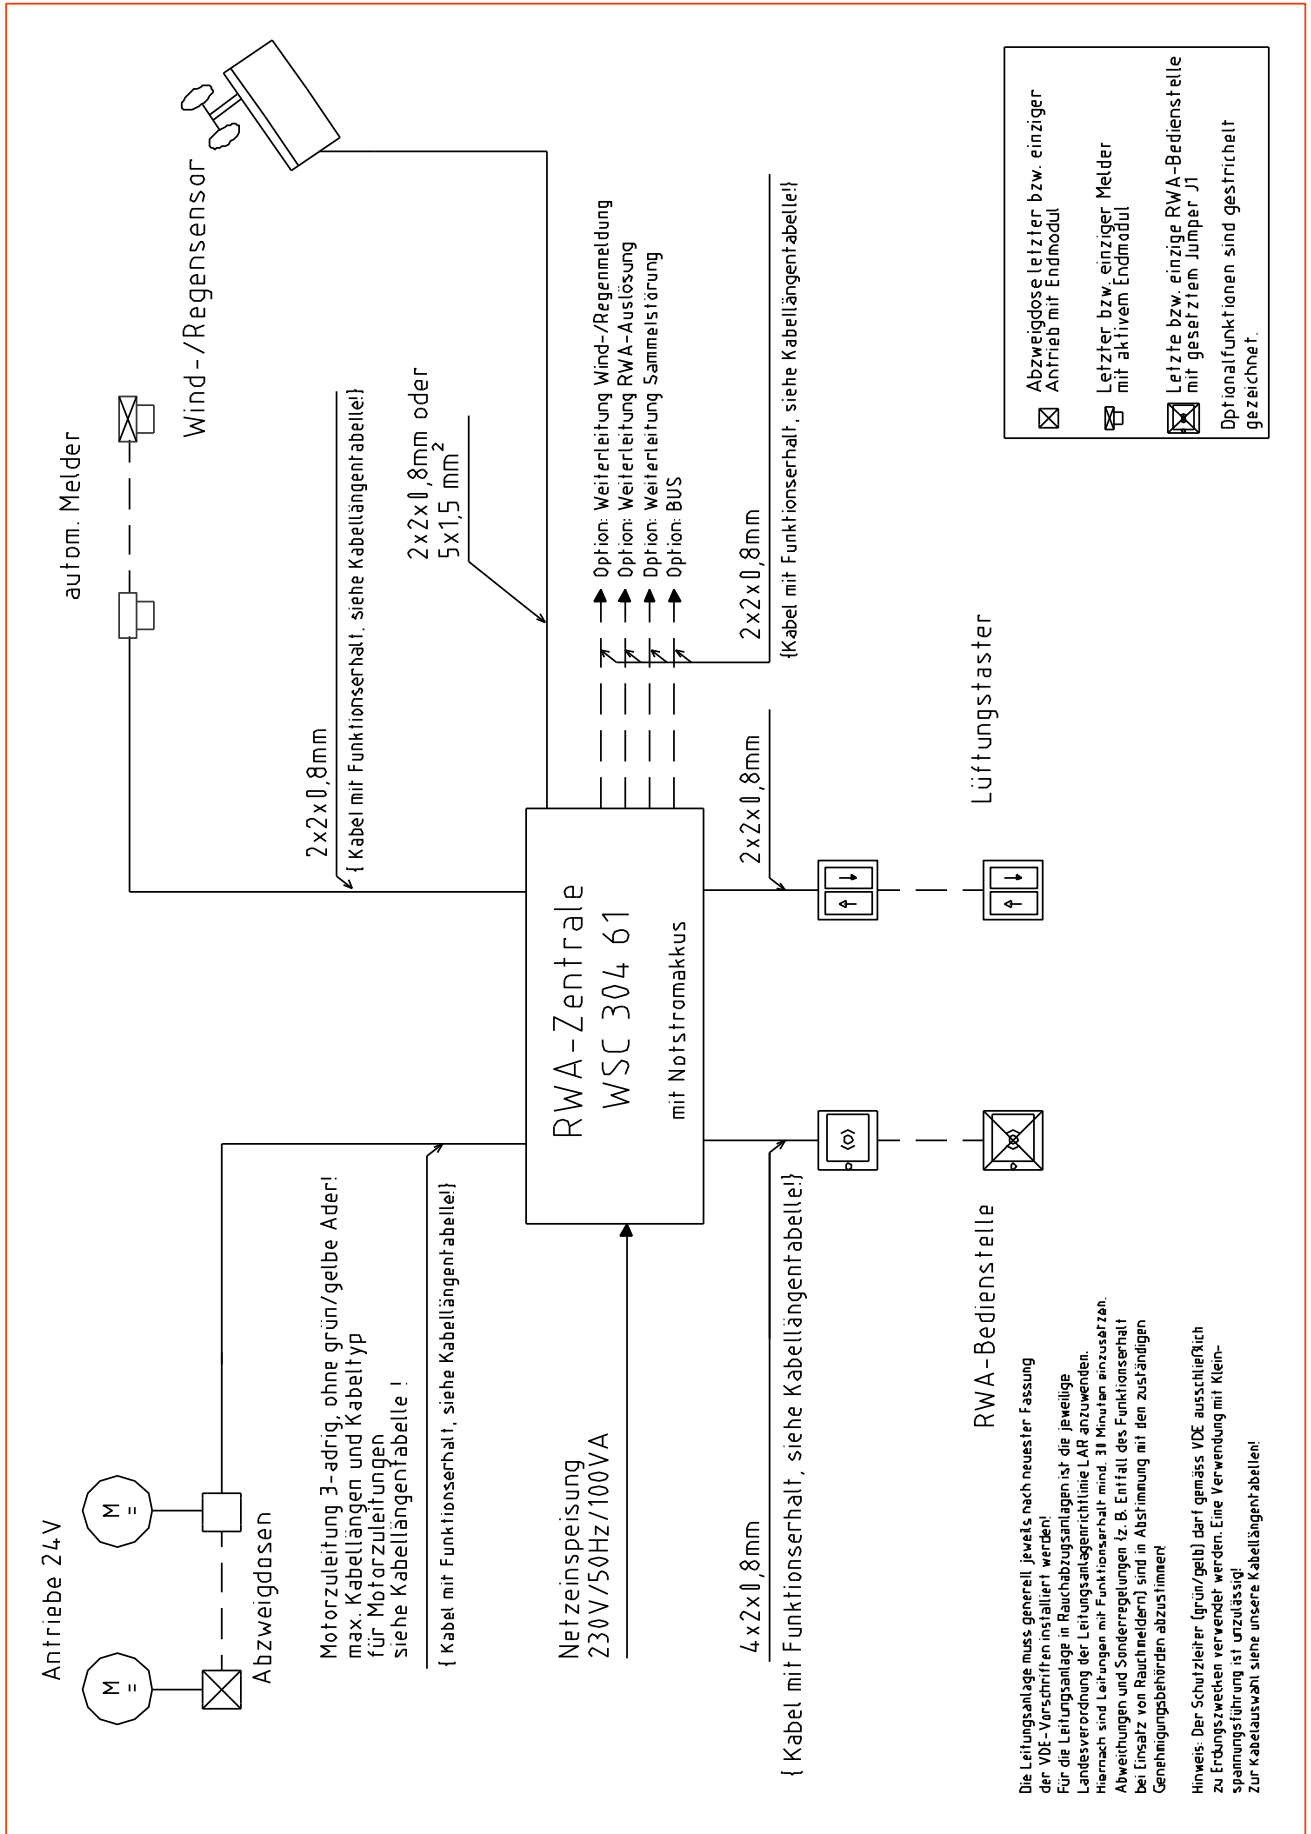 Antriebe 24V
M
=
M
=
Abzweigdosen
autom. Melder
Wind-/Regensensor
Motorzuleitung 3-adrig, ohne grün/gelbe Ader!
max. Kabellängen und Kabeltyp
für Motorzuleitungen
siehe Kabellängentabelle !
{ Kabel mit Funktionserhalt, siehe Kabellängentabelle!}
2x2x0,8mm
{ Kabel mit Funktionserhalt, siehe Kabellängentabelle!}
2x2x0,8mm oder
5x1,5 mm²
Netzeinspeisung
230V/50Hz/100VA
RWA-Zentrale
WSC 304 61
mit Notstromakkus
Option: Weiterleitung Wind-/Regenmeldung
Option: Weiterleitung RWA-Auslösung
Option: Weiterleitung Sammelstörung
Option: BUS
4x2x0,8mm
{ Kabel mit Funktionserhalt, siehe Kabellängentabelle!}
2x2x0,8mm
2x2x0,8mm
{Kabel mit Funktionserhalt, siehe Kabellängentabelle!}
RWA-Bedienstelle
Lüftungstaster
Die Leitungsanlage muss generell jeweils nach neuester Fassung
der VDE-Vorschriften installiert werden!
Für die Leitungsanlage in Rauchabzugsanlagen ist die jeweilige
Landesverordnung der Leitungsanlagenrichtlinie LAR anzuwenden.
Hiernach sind Leitungen mit Funktionserhalt mind. 30 Minuten einzusetzen.
Abweichungen und Sonderregelungen (z. B. Entfall des Funktionserhalt
bei Einsatz von Rauchmeldern) sind in Abstimmung mit den zuständigen
Genehmigungsbehörden abzustimmen!
Hinweis: Der Schutzleiter (grün/gelb) darf gemäss VDE ausschließlich
zu Erdungszwecken verwendet werden. Eine Verwendung mit Klein-
spannungsführung ist unzulässig!
Zur Kabelauswahl siehe unsere Kabellängentabellen!
Abzweigdose letzter bzw. einziger
Antrieb mit Endmodul
Letzter bzw. einziger Melder
mit aktivem Endmodul
Letzte bzw. einzige RWA-Bedienstelle
mit gesetztem Jumper J1
Optionalfunktionen sind gestrichelt
gezeichnet.